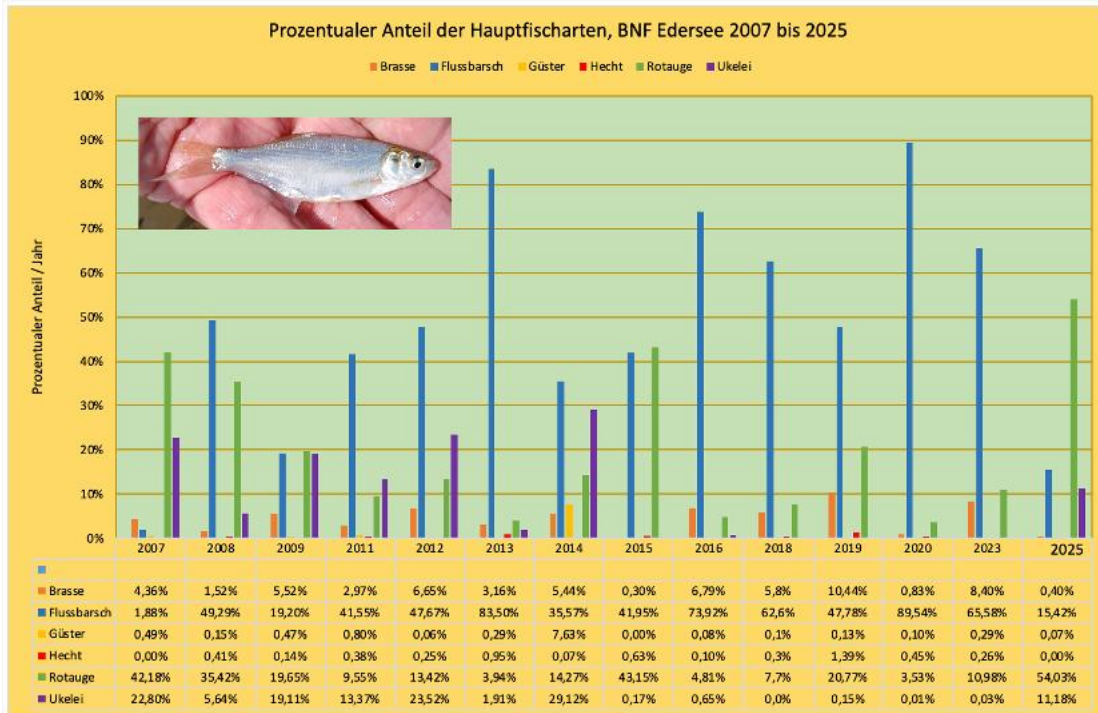 Prozentualer Anteil der Hauptfischarten, BNF Edersee 2007 bis 2025
Brasse Flussbarsch Güster Hecht Rotauge Ukelei
Prozentualer Anteil / Jahr
100%
90%
80%
70%
60%
50%
40%
30%
20%
10%
0%
2007 2008 2009 2011 2012 2013 2014 2015 2016 2018 2019 2020 2023 2025
Brasse 4,36% 1,52% 5,52% 2,97% 6,65% 3,16% 5,44% 0,30% 6,79% 5,8% 10,44% 0,83% 8,40% 0,40%
Flussbarsch 1,88% 49,29% 19,20% 41,55% 47,67% 83,50% 35,57% 41,95% 73,92% 62,6% 47,78% 89,54% 65,58% 15,42%
Güster 0,49% 0,15% 0,47% 0,80% 0,06% 0,29% 7,63% 0,00% 0,08% 0,1% 0,13% 0,10% 0,29% 0,07%
Hecht 0,00% 0,41% 0,14% 0,38% 0,25% 0,95% 0,07% 0,63% 0,10% 0,3% 1,39% 0,45% 0,26% 0,00%
Rotauge 42,18% 35,42% 19,65% 9,55% 13,42% 3,94% 14,27% 43,15% 4,81% 7,7% 20,77% 3,53% 10,98% 54,03%
Ukelei 22,80% 5,64% 19,11% 13,37% 23,52% 1,91% 29,12% 0,17% 0,65% 0,0% 0,15% 0,01% 0,03% 11,18%